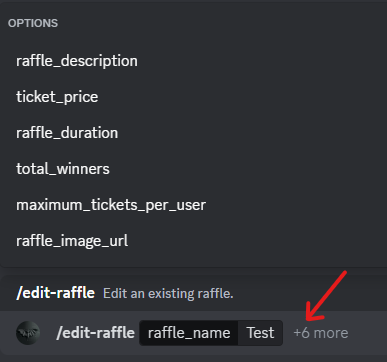 OPTIONS
raffle_description
ticket_price
raffle_duration
total_winners
maximum_tickets_per_user
raffle_image_url
/edit-raffle Edit an existing raffle.
/edit-raffle raffle_name Test +6 more